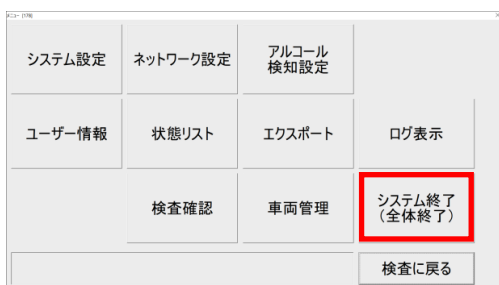 メニュー (176)
システム設定
ネットワーク設定
アルコール
検知設定
ユーザー情報
状態リスト
エクスポート
ログ表示
検査確認
車両管理
システム終了
(全体終了)
検査に戻る